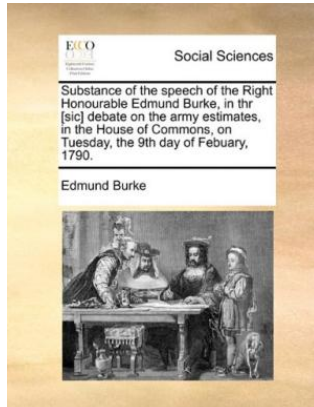 ECCO
Social Sciences
Substance of the speech of the Right
Honourable Edmund Burke, in thr
[sic] debate on the army estimates,
in the House of Commons, on
Tuesday, the 9th day of Febuary,
1790.
Edmund Burke